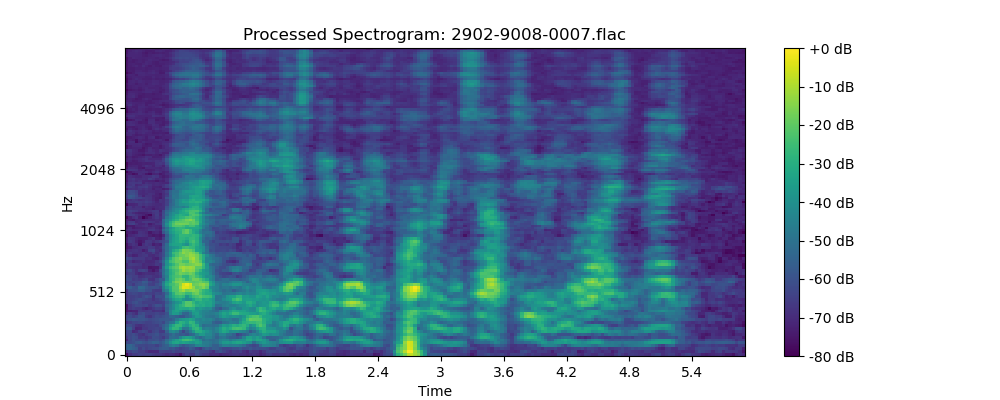 Processed Spectrogram: 2902-9008-0007.flac
Hz
4096
2048
1024
512
0
0 0.6 1.2 1.8 2.4 3 3.6 4.2 4.8 5.4
Time
+0 dB
-10 dB
-20 dB
-30 dB
-40 dB
-50 dB
-60 dB
-70 dB
-80 dB